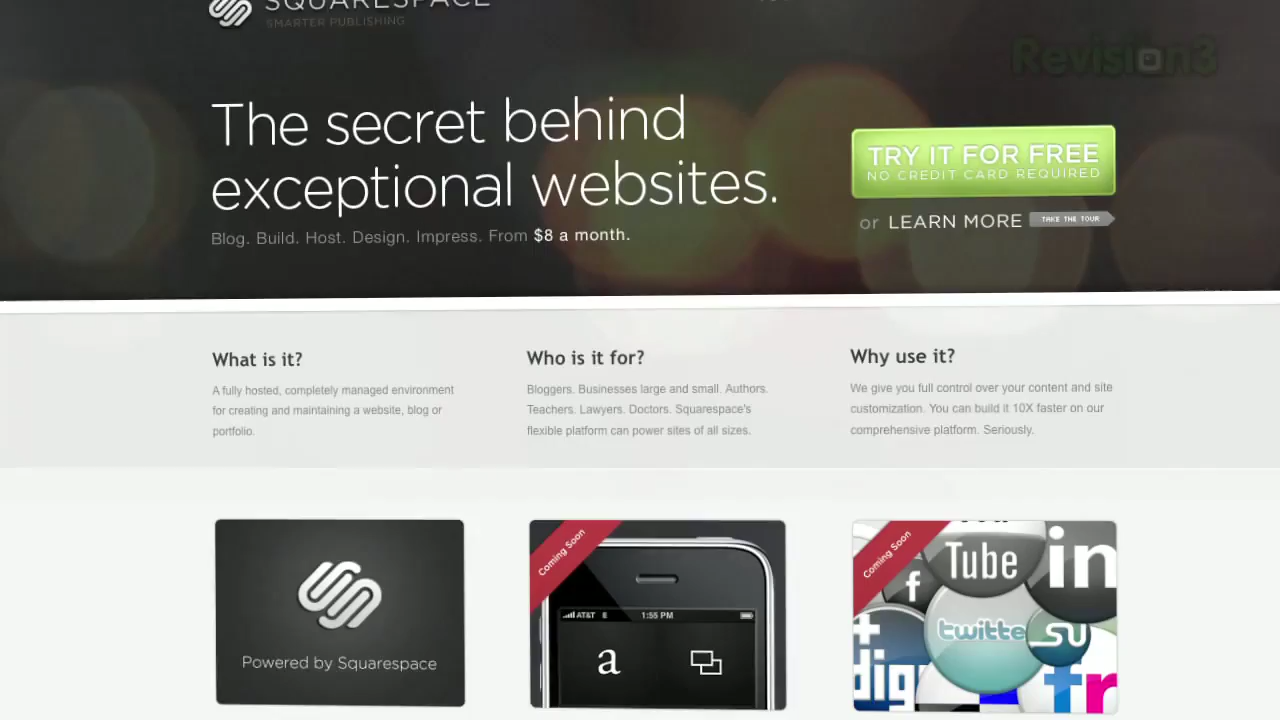 SQUARESPACE
SMARTER PUBLISHING
Revision3
The secret behind
exceptional websites.
Blog. Build. Host. Design. Impress. From $8 a month.
TRY IT FOR FREE
NO CREDIT CARD REQUIRED
or LEARN MORE TAKE THE TOUR
What is it?
A fully hosted, completely managed environment
for creating and maintaining a website, blog or
portfolio.
Who is it for?
Bloggers. Businesses large and small. Authors.
Teachers. Lawyers. Doctors. Squarespace's
flexible platform can power sites of all sizes.
Why use it?
We give you full control over your content and site
customization. You can build it 10X faster on our
comprehensive platform. Seriously.
Powered by Squarespace
Coming Soon
AT&T E 1:55 PM
a
Coming Soon
Tube
in
f
twitte
SU
digg
fr